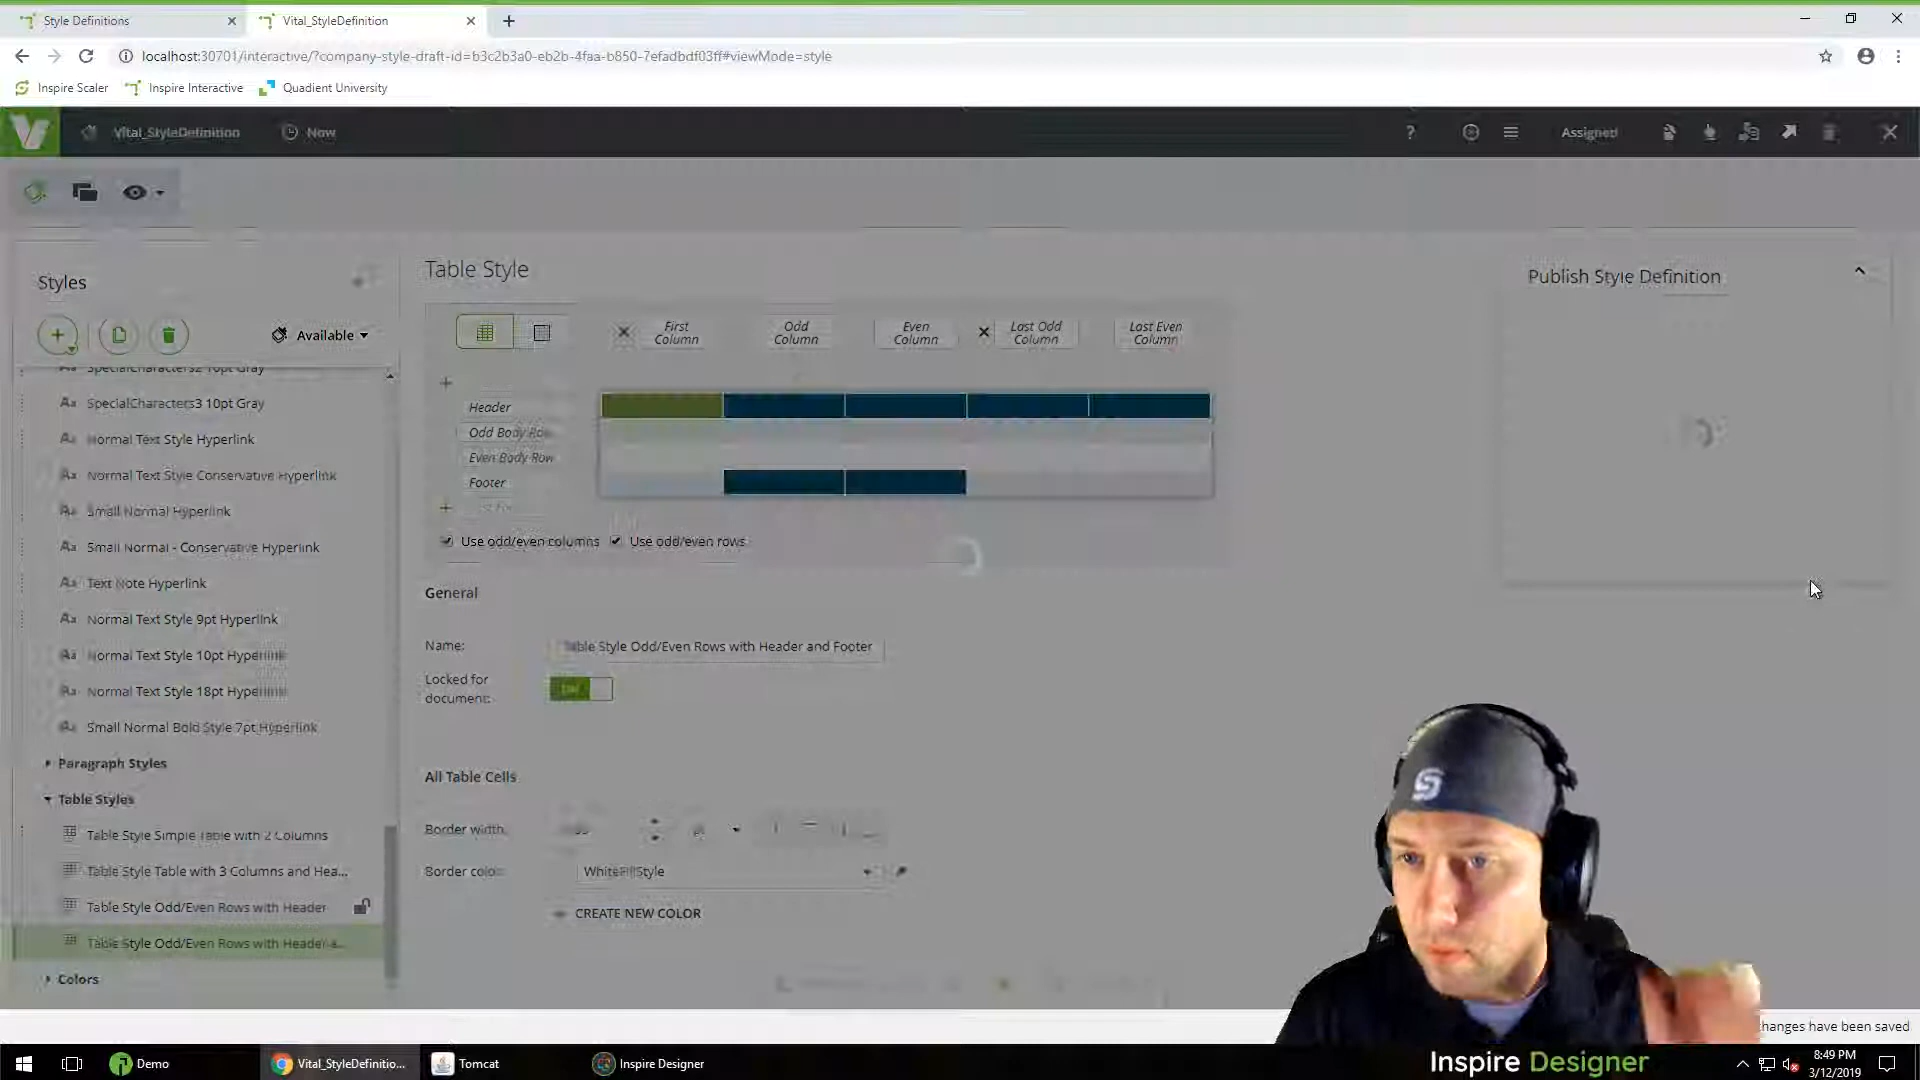 Style Definitions
Vital_StyleDefinition
localhost:30701/interactive/?company-style-draft-id=b3c2b3a0-eb2b-4faa-b850-7efadbdf03ff#viewMode=style
Inspire Scaler
Inspire Interactive
Quadient University
Vital_StyleDefinition
Now
?
Assigned
Styles
Available
SpecialCharacters2 10pt Gray
SpecialCharacters3 10pt Gray
Normal Text Style Hyperlink
Normal Text Style Conservative Hyperlink
Small Normal Hyperlink
Small Normal - Conservative Hyperlink
Text Note Hyperlink
Normal Text Style 9pt Hyperlink
Normal Text Style 10pt Hyperlink
Normal Text Style 18pt Hyperlink
Small Normal Bold Style 7pt Hyperlink
Paragraph Styles
Table Styles
Table Style Simple Table with 2 Columns
Table Style Table with 3 Columns and Hea...
Table Style Odd/Even Rows with Header
Table Style Odd/Even Rows with Header a...
Colors
Table Style
First Column
Odd Column
Even Column
Last Odd Column
Last Even Column
Header
Odd Body Row
Even Body Row
Footer
Use odd/even columns
Use odd/even rows
General
Name:
Table Style Odd/Even Rows with Header and Footer
Locked for document:
All Table Cells
Border width:
Border color:
WhiteFillStyle
CREATE NEW COLOR
Publish Style Definition
changes have been saved
Demo
Vital_StyleDefinitio...
Tomcat
Inspire Designer
Inspire Designer
8:49 PM
3/12/2019